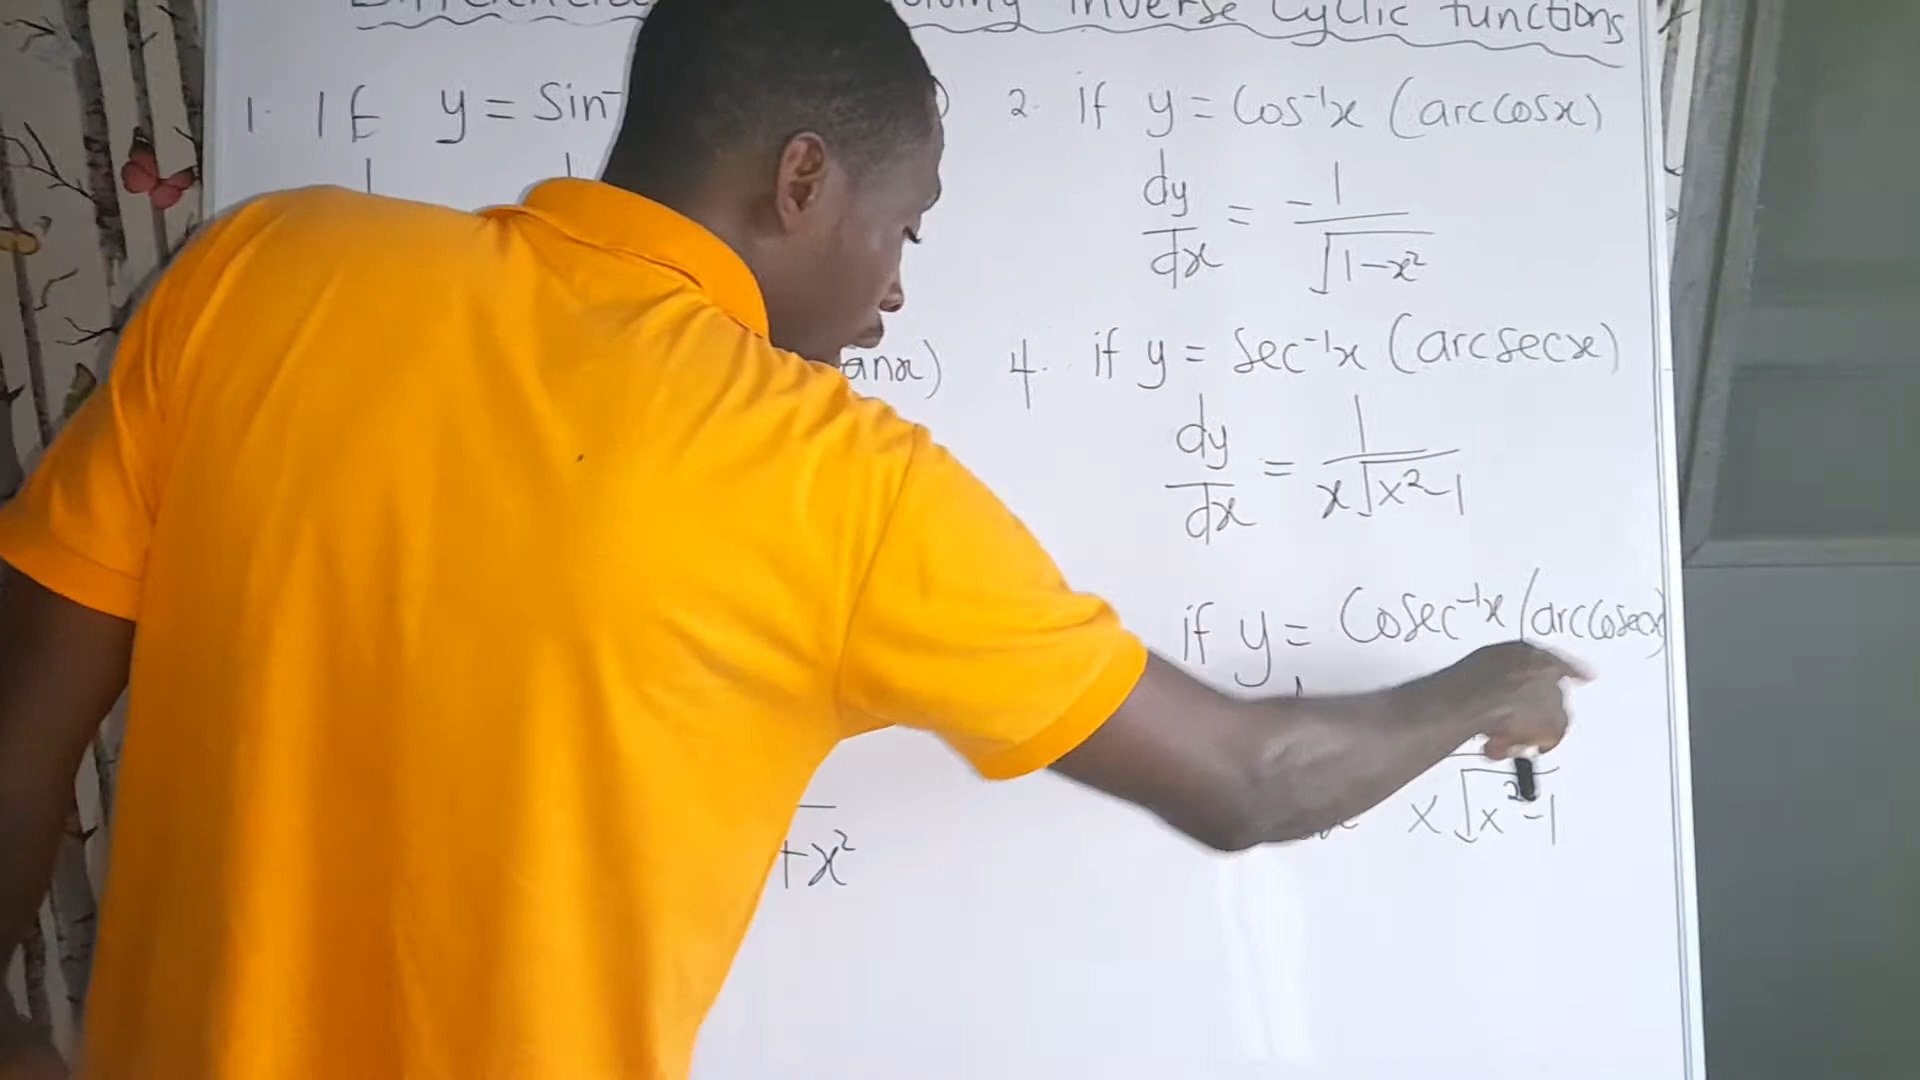 inverse Cyclic functions
1. If y = Sin⁻
2. if y = Cos⁻¹x (arccosx)
dy/dx = -1/√1-x²
anx)
4. if y = Sec⁻¹x (arcsecx)
dy/dx = 1/x√x²-1
if y = Cosec⁻¹x (arccosecx)
x√x²-1
+x²